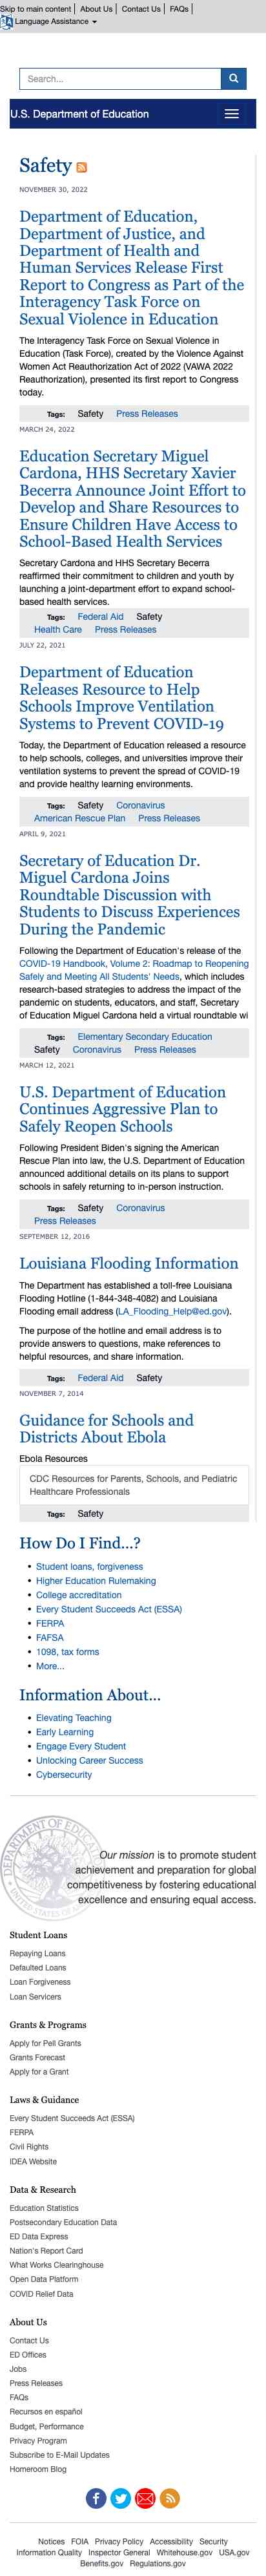 Skip to main content
About Us
Contact Us
FAQs
Language Assistance
Search...
U.S. Department of Education
Safety
NOVEMBER 30, 2022
Department of Education,
Department of Justice, and
Department of Health and
Human Services Release First
Report to Congress as Part of the
Interagency Task Force on
Sexual Violence in Education
The Interagency Task Force on Sexual Violence in
Education (Task Force), created by the Violence Against
Women Act Reauthorization Act of 2022 (VAWA 2022
Reauthorization), presented its first report to Congress
today.
Tags: Safety Press Releases
MARCH 24, 2022
Education Secretary Miguel
Cardona, HHS Secretary Xavier
Becerra Announce Joint Effort to
Develop and Share Resources to
Ensure Children Have Access to
School-Based Health Services
Secretary Cardona and HHS Secretary Becerra
reaffirmed their commitment to children and youth by
launching a joint-department effort to expand school-
based health services.
Tags: Federal Aid Safety
Health Care Press Releases
JULY 22, 2021
Department of Education
Releases Resource to Help
Schools Improve Ventilation
Systems to Prevent COVID-19
Today, the Department of Education released a resource
to help schools, colleges, and universities improve their
ventilation systems to prevent the spread of COVID-19
and provide healthy learning environments.
Tags: Safety Coronavirus
American Rescue Plan Press Releases
APRIL 9, 2021
Secretary of Education Dr.
Miguel Cardona Joins
Roundtable Discussion with
Students to Discuss Experiences
During the Pandemic
Following the Department of Education's release of the
COVID-19 Handbook, Volume 2: Roadmap to Reopening
Safely and Meeting All Students' Needs, which includes
research-based strategies to address the impact of the
pandemic on students, educators, and staff, Secretary
of Education Miguel Cardona held a virtual roundtable wi
Tags: Elementary Secondary Education
Safety Coronavirus Press Releases
MARCH 12, 2021
U.S. Department of Education
Continues Aggressive Plan to
Safely Reopen Schools
Following President Biden's signing the American
Rescue Plan into law, the U.S. Department of Education
announced additional details on its plans to support
schools in safely returning to in-person instruction.
Tags: Safety Coronavirus
Press Releases
SEPTEMBER 12, 2016
Louisiana Flooding Information
The Department has established a toll-free Louisiana
Flooding Hotline (1-844-348-4082) and Louisiana
Flooding email address (LA_Flooding_Help@ed.gov).
The purpose of the hotline and email address is to
provide answers to questions, make references to
helpful resources, and share information.
Tags: Federal Aid Safety
NOVEMBER 7, 2014
Guidance for Schools and
Districts About Ebola
Ebola Resources
CDC Resources for Parents, Schools, and Pediatric
Healthcare Professionals
Tags: Safety
How Do I Find...?
• Student loans, forgiveness
• Higher Education Rulemaking
• College accreditation
• Every Student Succeeds Act (ESSA)
• FERPA
• FAFSA
• 1098, tax forms
• More...
Information About...
• Elevating Teaching
• Early Learning
• Engage Every Student
• Unlocking Career Success
• Cybersecurity
Our mission is to promote student
achievement and preparation for global
competitiveness by fostering educational
excellence and ensuring equal access.
Student Loans
Repaying Loans
Defaulted Loans
Loan Forgiveness
Loan Servicers
Grants & Programs
Apply for Pell Grants
Grants Forecast
Apply for a Grant
Laws & Guidance
Every Student Succeeds Act (ESSA)
FERPA
Civil Rights
IDEA Website
Data & Research
Education Statistics
Postsecondary Education Data
ED Data Express
Nation's Report Card
What Works Clearinghouse
Open Data Platform
COVID Relief Data
About Us
Contact Us
ED Offices
Jobs
Press Releases
FAQs
Recursos en español
Budget, Performance
Privacy Program
Subscribe to E-Mail Updates
Homeroom Blog
Notices FOIA Privacy Policy Accessibility Security
Information Quality Inspector General Whitehouse.gov USA.gov
Benefits.gov Regulations.gov